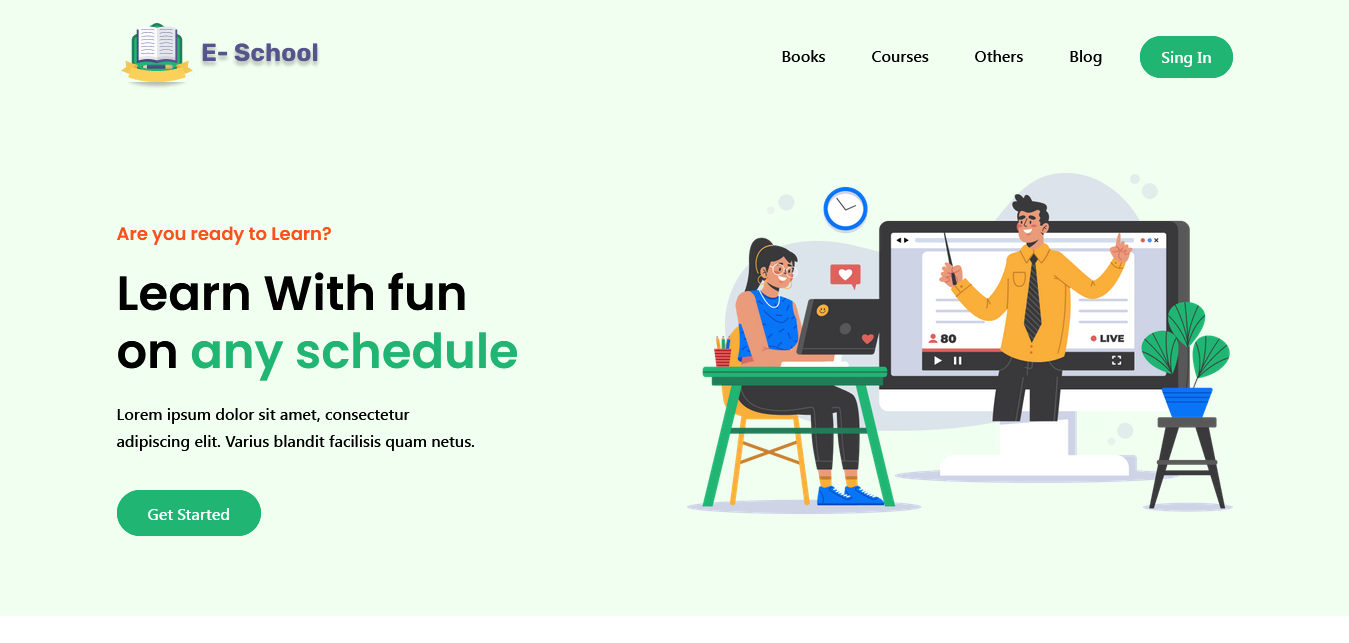 E- School
Books
Courses
Others
Blog
Sing In
Are you ready to Learn?
Learn With fun
on any schedule
Lorem ipsum dolor sit amet, consectetur
adipiscing elit. Varius blandit facilisis quam netus.
Get Started
80
LIVE